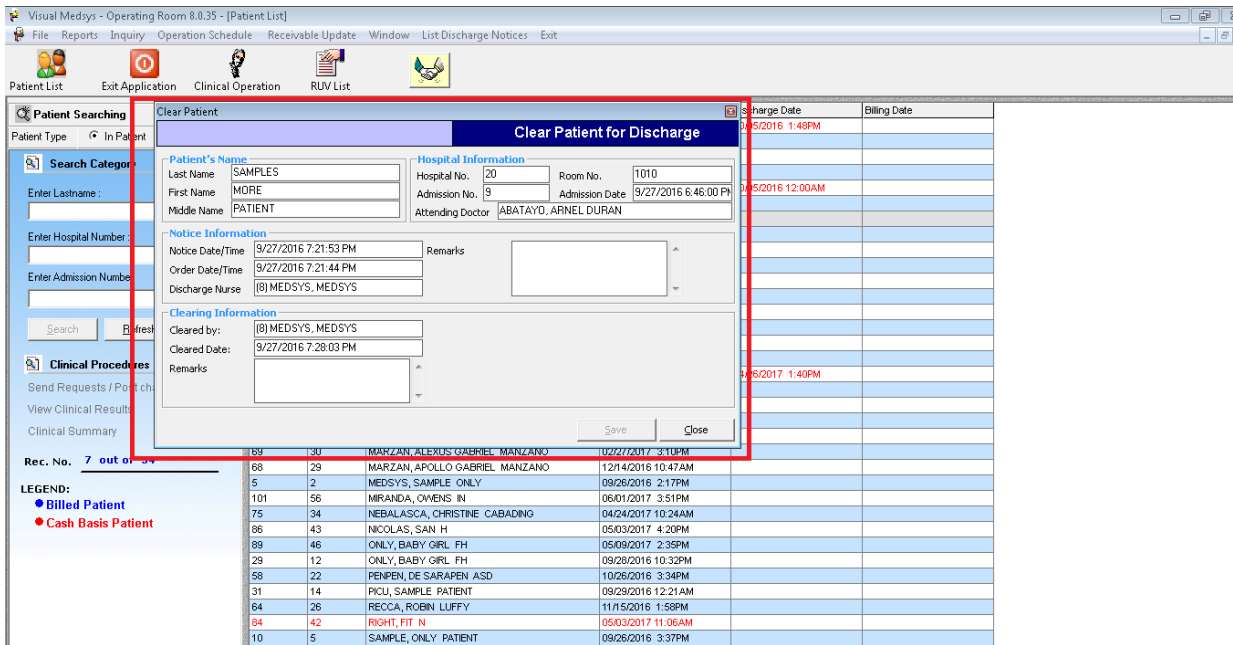 Visual Medsys - Operating Room 8.0.35 - [Patient List]
File Reports Inquiry Operation Schedule Receivable Update Window List Discharge Notices Exit
Patient List Exit Application Clinical Operation RUV List
Patient Searching
Patient Type In Patient
Search Category
Enter Lastname :
Enter Hospital Number :
Enter Admission Number
Search Refresh
Clinical Procedures
Send Requests / Post cha
View Clinical Results
Clinical Summary
Rec. No. 7 out of 54
LEGEND:
Billed Patient
Cash Basis Patient
Clear Patient
Clear Patient for Discharge
Patient's Name
Last Name SAMPLES
First Name MORE
Middle Name PATIENT
Hospital Information
Hospital No. 20 Room No. 1010
Admission No. 9 Admission Date 9/27/2016 6:46:00 PM
Attending Doctor ABATAYO, ARNEL DURAN
Notice Information
Notice Date/Time 9/27/2016 7:21:53 PM Remarks
Order Date/Time 9/27/2016 7:21:44 PM
Discharge Nurse (8) MEDSYS, MEDSYS
Clearing Information
Cleared by: (8) MEDSYS, MEDSYS
Cleared Date: 9/27/2016 7:28:03 PM
Remarks
Save Close
scharge Date Billing Date
0/05/2016 1:48PM
0/05/2016 12:00AM
4/26/2017 1:40PM
69 30 MARZAN, ALEXUS GABRIEL MANZANO 02/27/2017 3:10PM
68 29 MARZAN, APOLLO GABRIEL MANZANO 12/14/2016 10:47AM
5 2 MEDSYS, SAMPLE ONLY 09/26/2016 2:17PM
101 56 MIRANDA, OWENS IN 06/01/2017 3:51PM
75 34 NEBALASCA, CHRISTINE CABADING 04/24/2017 10:24AM
86 43 NICOLAS, SAN H 05/03/2017 4:20PM
89 46 ONLY, BABY GIRL FH 05/09/2017 2:35PM
29 12 ONLY, BABY GIRL FH 09/28/2016 10:32PM
58 22 PENPEN, DE SARAPEN ASD 10/26/2016 3:34PM
31 14 PICU, SAMPLE PATIENT 09/29/2016 12:21AM
64 26 RECCA, ROBIN LUFFY 11/15/2016 1:58PM
84 42 RIGHT, FIT N 05/03/2017 11:06AM
10 5 SAMPLE, ONLY PATIENT 09/26/2016 3:37PM